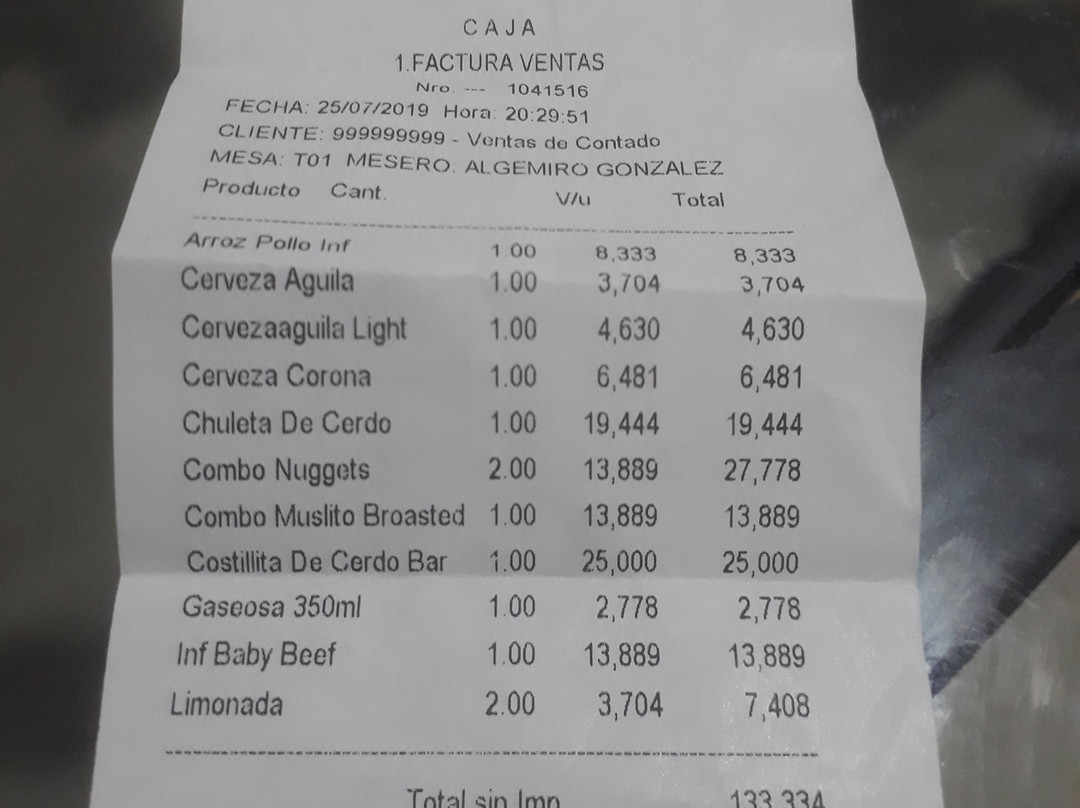 CAJA
1.FACTURA VENTAS
Nro. --- 1041516
FECHA: 25/07/2019 Hora: 20:29:51
CLIENTE: 999999999 - Ventas de Contado
MESA: T01 MESERO: ALGEMIRO GONZALEZ
Producto Cant. V/u Total
Arroz Pollo Inf 1.00 8,333 8,333
Cerveza Aguila 1.00 3,704 3,704
Cervezaaguila Light 1.00 4,630 4,630
Cerveza Corona 1.00 6,481 6,481
Chuleta De Cerdo 1.00 19,444 19,444
Combo Nuggets 2.00 13,889 27,778
Combo Muslito Broasted 1.00 13,889 13,889
Costillita De Cerdo Bar 1.00 25,000 25,000
Gaseosa 350ml 1.00 2,778 2,778
Inf Baby Beef 1.00 13,889 13,889
Limonada 2.00 3,704 7,408
Total sin Imp 133,334